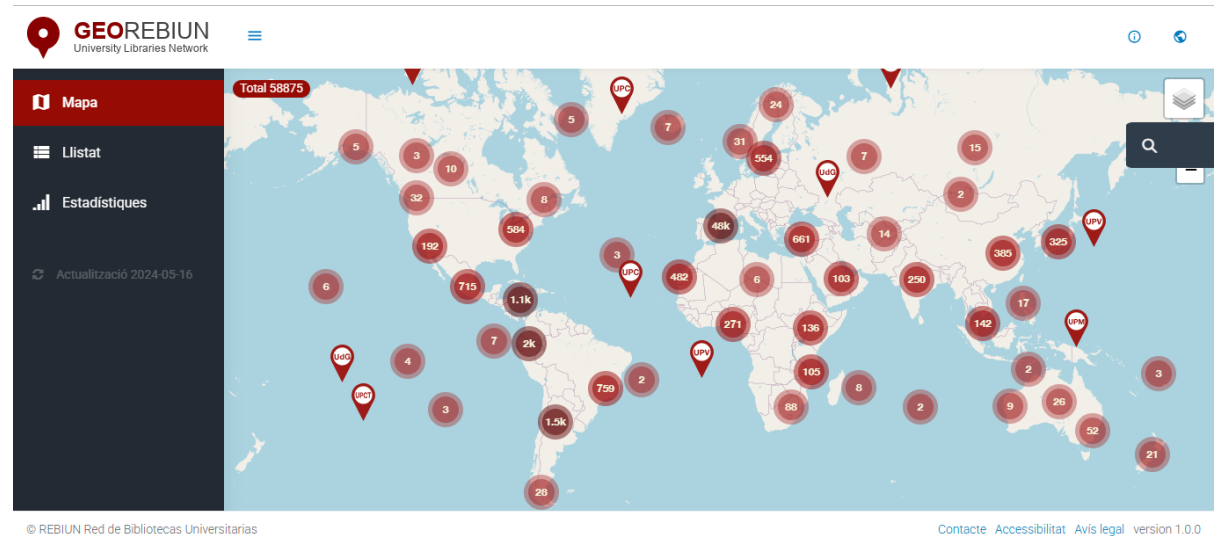 GEOREBIUN
University Libraries Network
Mapa
Llistat
Estadístiques
Actualització 2024-05-16
Total 58875
UPC
5
7
24
31
554
5
3
10
7
15
UdG
32
8
2
584
48k
661
14
UPV
192
385
325
3
UPC
482
6
103
250
6
715
1.1k
17
271
136
142
UPM
7
2k
UdG
4
UPV
105
2
3
759
2
8
UPCT
3
88
2
9
26
1.5k
52
21
28
© REBIUN Red de Bibliotecas Universitarias
Contacte Accessibilitat Avís legal version 1.0.0